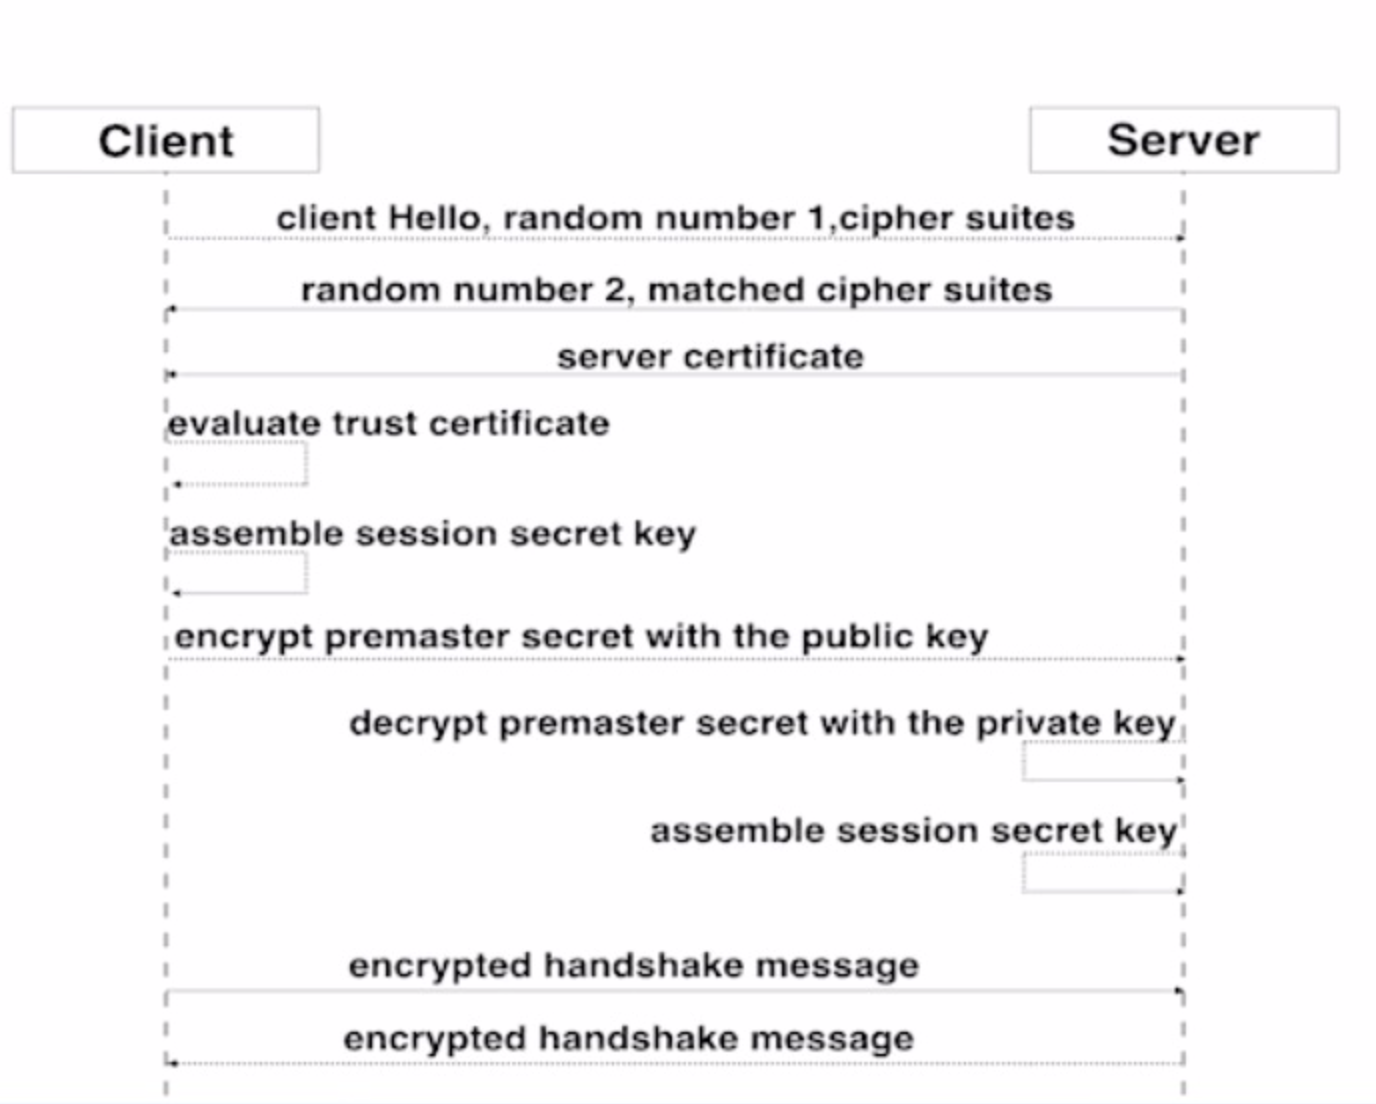 Client
Server
client Hello, random number 1,cipher suites
random number 2, matched cipher suites
server certificate
evaluate trust certificate
assemble session secret key
encrypt premaster secret with the public key
decrypt premaster secret with the private key
assemble session secret key
encrypted handshake message
encrypted handshake message